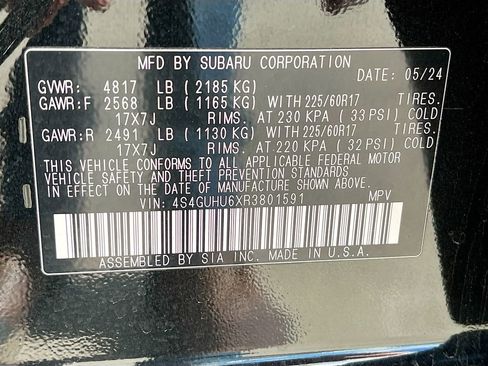 MFD BY SUBARU CORPORATION DATE: 05/24
GVWR: 4817 LB (2185 KG)
GAWR:F 2568 LB (1165 KG) WITH 225/60R17
17X7J RIMS. AT 230 KPA (33 PSI) COLD
GAWR:R 2491 LB (1130 KG) WITH 225/60R17
17X7J RIMS. AT 220 KPA (32 PSI) COLD
THIS VEHICLE CONFORMS TO ALL APPLICABLE FEDERAL MOTOR
VEHICLE SAFETY AND THEFT PREVENTION STANDARDS
IN EFFECT ON THE DATE OF MANUFACTURE SHOWN ABOVE.
VIN: 4S4GUHU6XR3801591 MPV
ASSEMBLED BY SIA INC. MADE IN U.S.A.